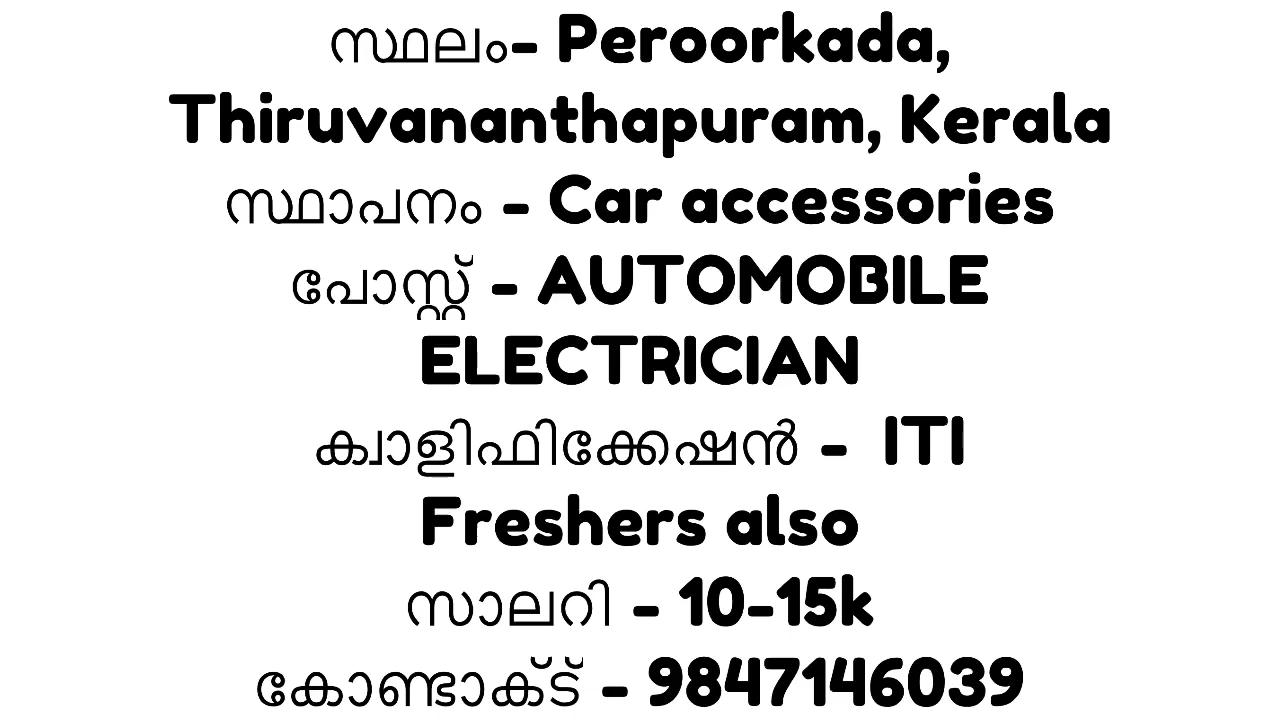 സ്ഥലം- Peroorkada,
Thiruvananthapuram, Kerala
സ്ഥാപനം - Car accessories
പോസ്റ്റ് - AUTOMOBILE
ELECTRICIAN
ക്വാളിഫിക്കേഷൻ - ITI
Freshers also
സാലറി - 10-15k
കോണ്ടാക്ട് - 9847146039